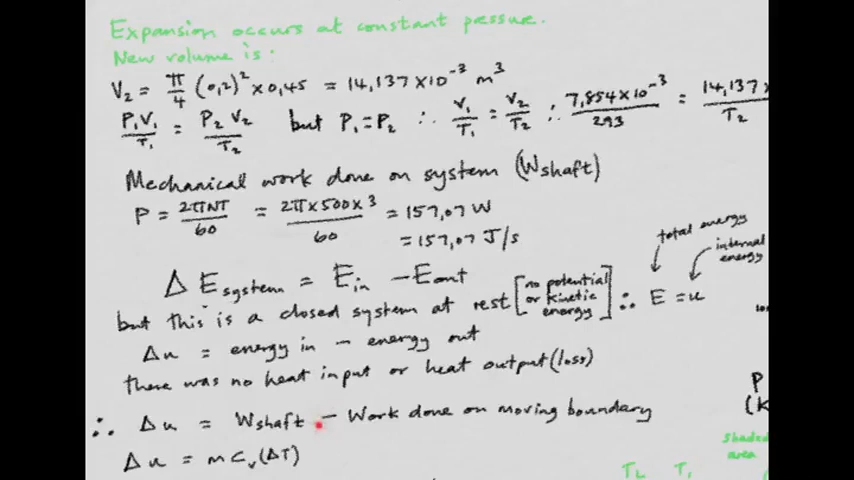 Expansion occurs at constant pressure.
New volume is:
V₂ = π/4 (0,2)² × 0,45 = 14,137 × 10⁻³ m³
P₁V₁/T₁ = P₂V₂/T₂ but P₁ = P₂ ∴ V₁/T₁ = V₂/T₂ ∴ 7,854 × 10⁻³/293 = 14,137 ×/T₂
Mechanical work done on system (Wshaft)
P = 2πNT/60 = 2π×500×3/60 = 157,07 W
= 157,07 J/s
total energy
internal energy
ΔEsystem = Ein − Eout
but this is a closed system at rest [no potential or kinetic energy] ∴ E = u
Δu = energy in − energy out
there was no heat input or heat output (loss)
P
∴ Δu = Wshaft − Work done on moving boundary
(K
Δu = m Cv (ΔT)
Shaded
area
T₁